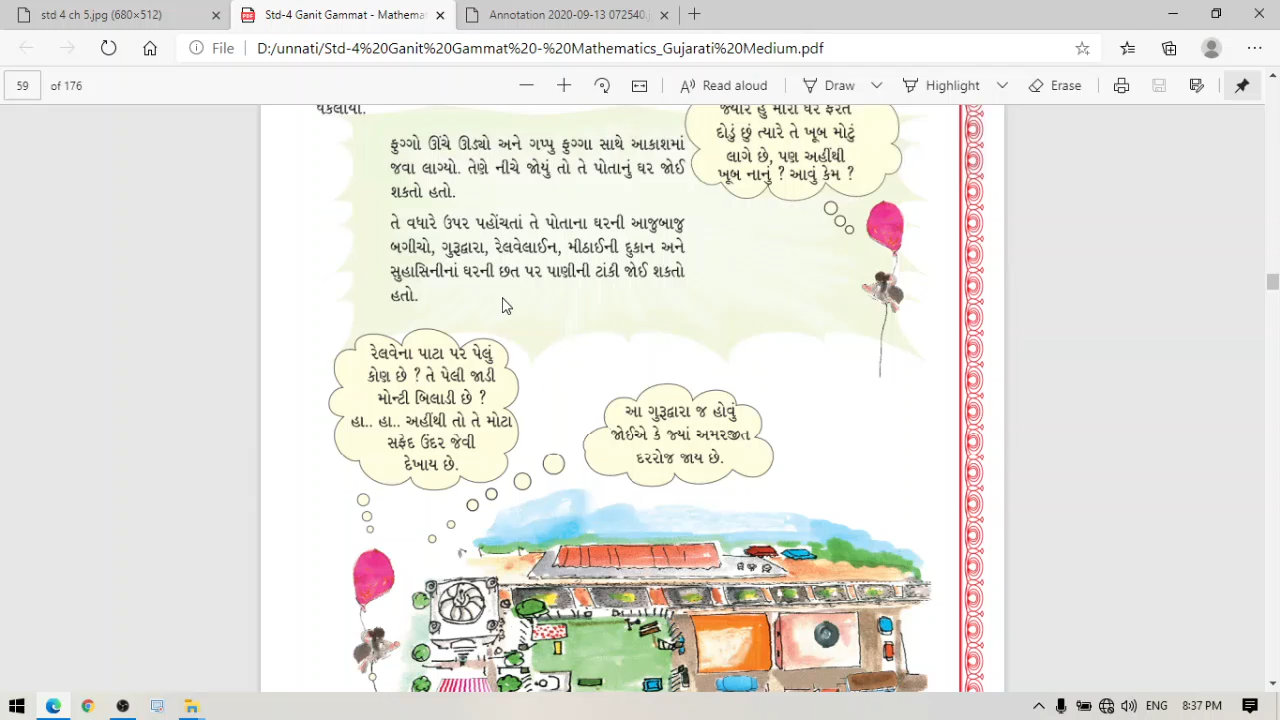 std 4 ch 5.jpg (680×512)
Std-4 Ganit Gammat - Mathema
Annotation 2020-09-13 072540.j
File
D:/unnati/Std-4%20Ganit%20Gammat%20-%20Mathematics_Gujarati%20Medium.pdf
59 of 176
Read aloud
Draw
Highlight
Erase
ધકેલાયો.
જ્યારે હું મારા ઘર ફરતે
દોડું છું ત્યારે તે ખૂબ મોટું
લાગે છે, પણ અહીંથી
ખૂબ નાનું ? આવું કેમ ?
ફુગ્ગો ઊંચે ઊડ્યો અને ગપ્પુ ફુગ્ગા સાથે આકાશમાં
જવા લાગ્યો. તેણે નીચે જોયું તો તે પોતાનું ઘર જોઈ
શકતો હતો.
તે વધારે ઉપર પહોંચતાં તે પોતાના ઘરની આજુબાજુ
બગીચો, ગુરૂદ્વારા, રેલવેલાઈન, મીઠાઈની દુકાન અને
સુહાસિનીનાં ઘરની છત પર પાણીની ટાંકી જોઈ શકતો
હતો.
રેલવેના પાટા પર પેલું
કોણ છે ? તે પેલી જાડી
મોન્ટી બિલાડી છે ?
હા.. હા.. અહીંથી તો તે મોટા
સફેદ ઉંદર જેવી
દેખાય છે.
આ ગુરૂદ્વારા જ હોવું
જોઈએ કે જ્યાં અમરજીત
દરરોજ જાય છે.
ENG
8:37 PM